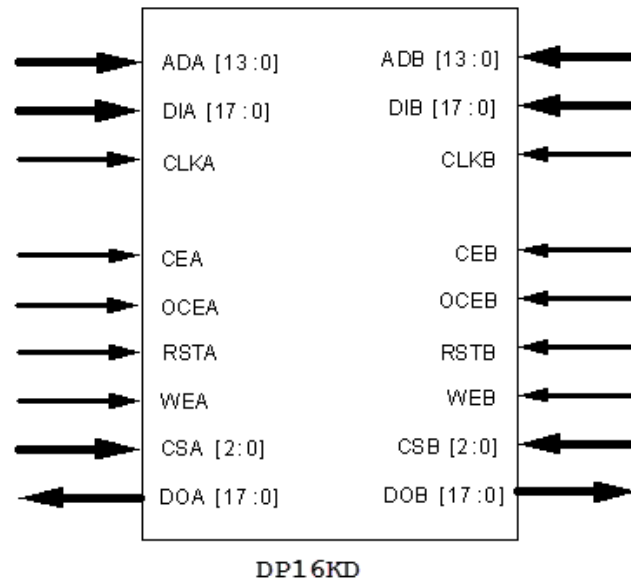 ADA [13:0] ADB [13:0]
DIA [17:0] DIB [17:0]
CLKA CLKB
CEA CEB
OCEA OCEB
RSTA RSTB
WEA WEB
CSA [2:0] CSB [2:0]
DOA [17:0] DOB [17:0]
DP16KD